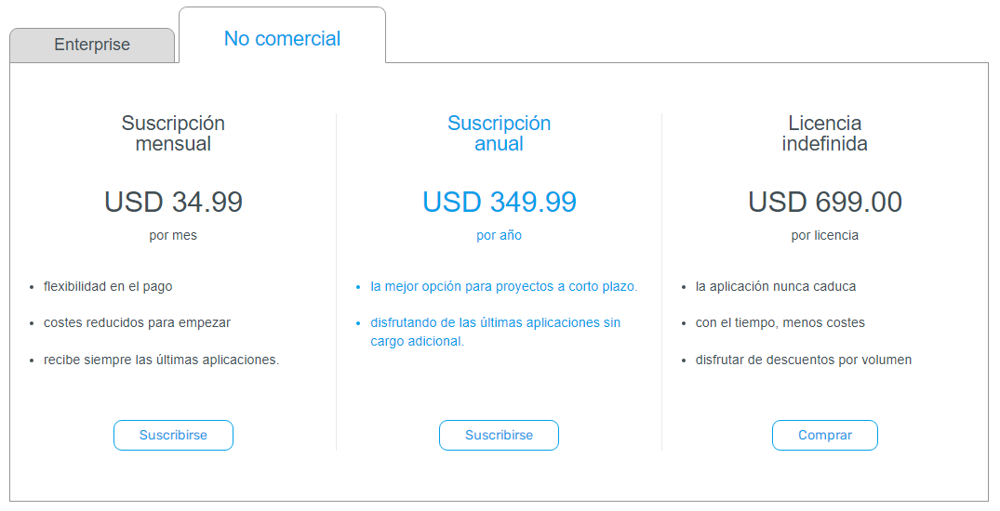 Enterprise
No comercial
Suscripción
mensual
USD 34.99
por mes
• flexibilidad en el pago
• costes reducidos para empezar
• recibe siempre las últimas aplicaciones.
Suscribirse
Suscripción
anual
USD 349.99
por año
• la mejor opción para proyectos a corto plazo.
• disfrutando de las últimas aplicaciones sin
cargo adicional.
Suscribirse
Licencia
indefinida
USD 699.00
por licencia
• la aplicación nunca caduca
• con el tiempo, menos costes
• disfrutar de descuentos por volumen
Comprar